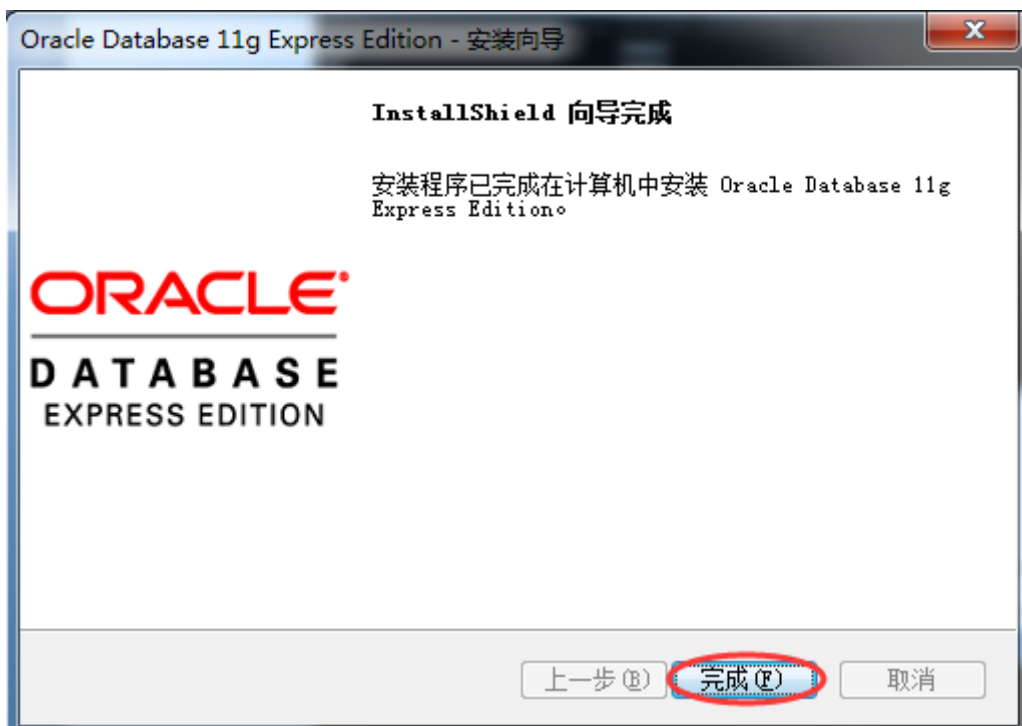 Oracle Database 11g Express Edition - 安装向导
InstallShield 向导完成
安装程序已完成在计算机中安装 Oracle Database 11g
Express Edition。
ORACLE®
DATABASE
EXPRESS EDITION
上一步(B)
完成(F)
取消